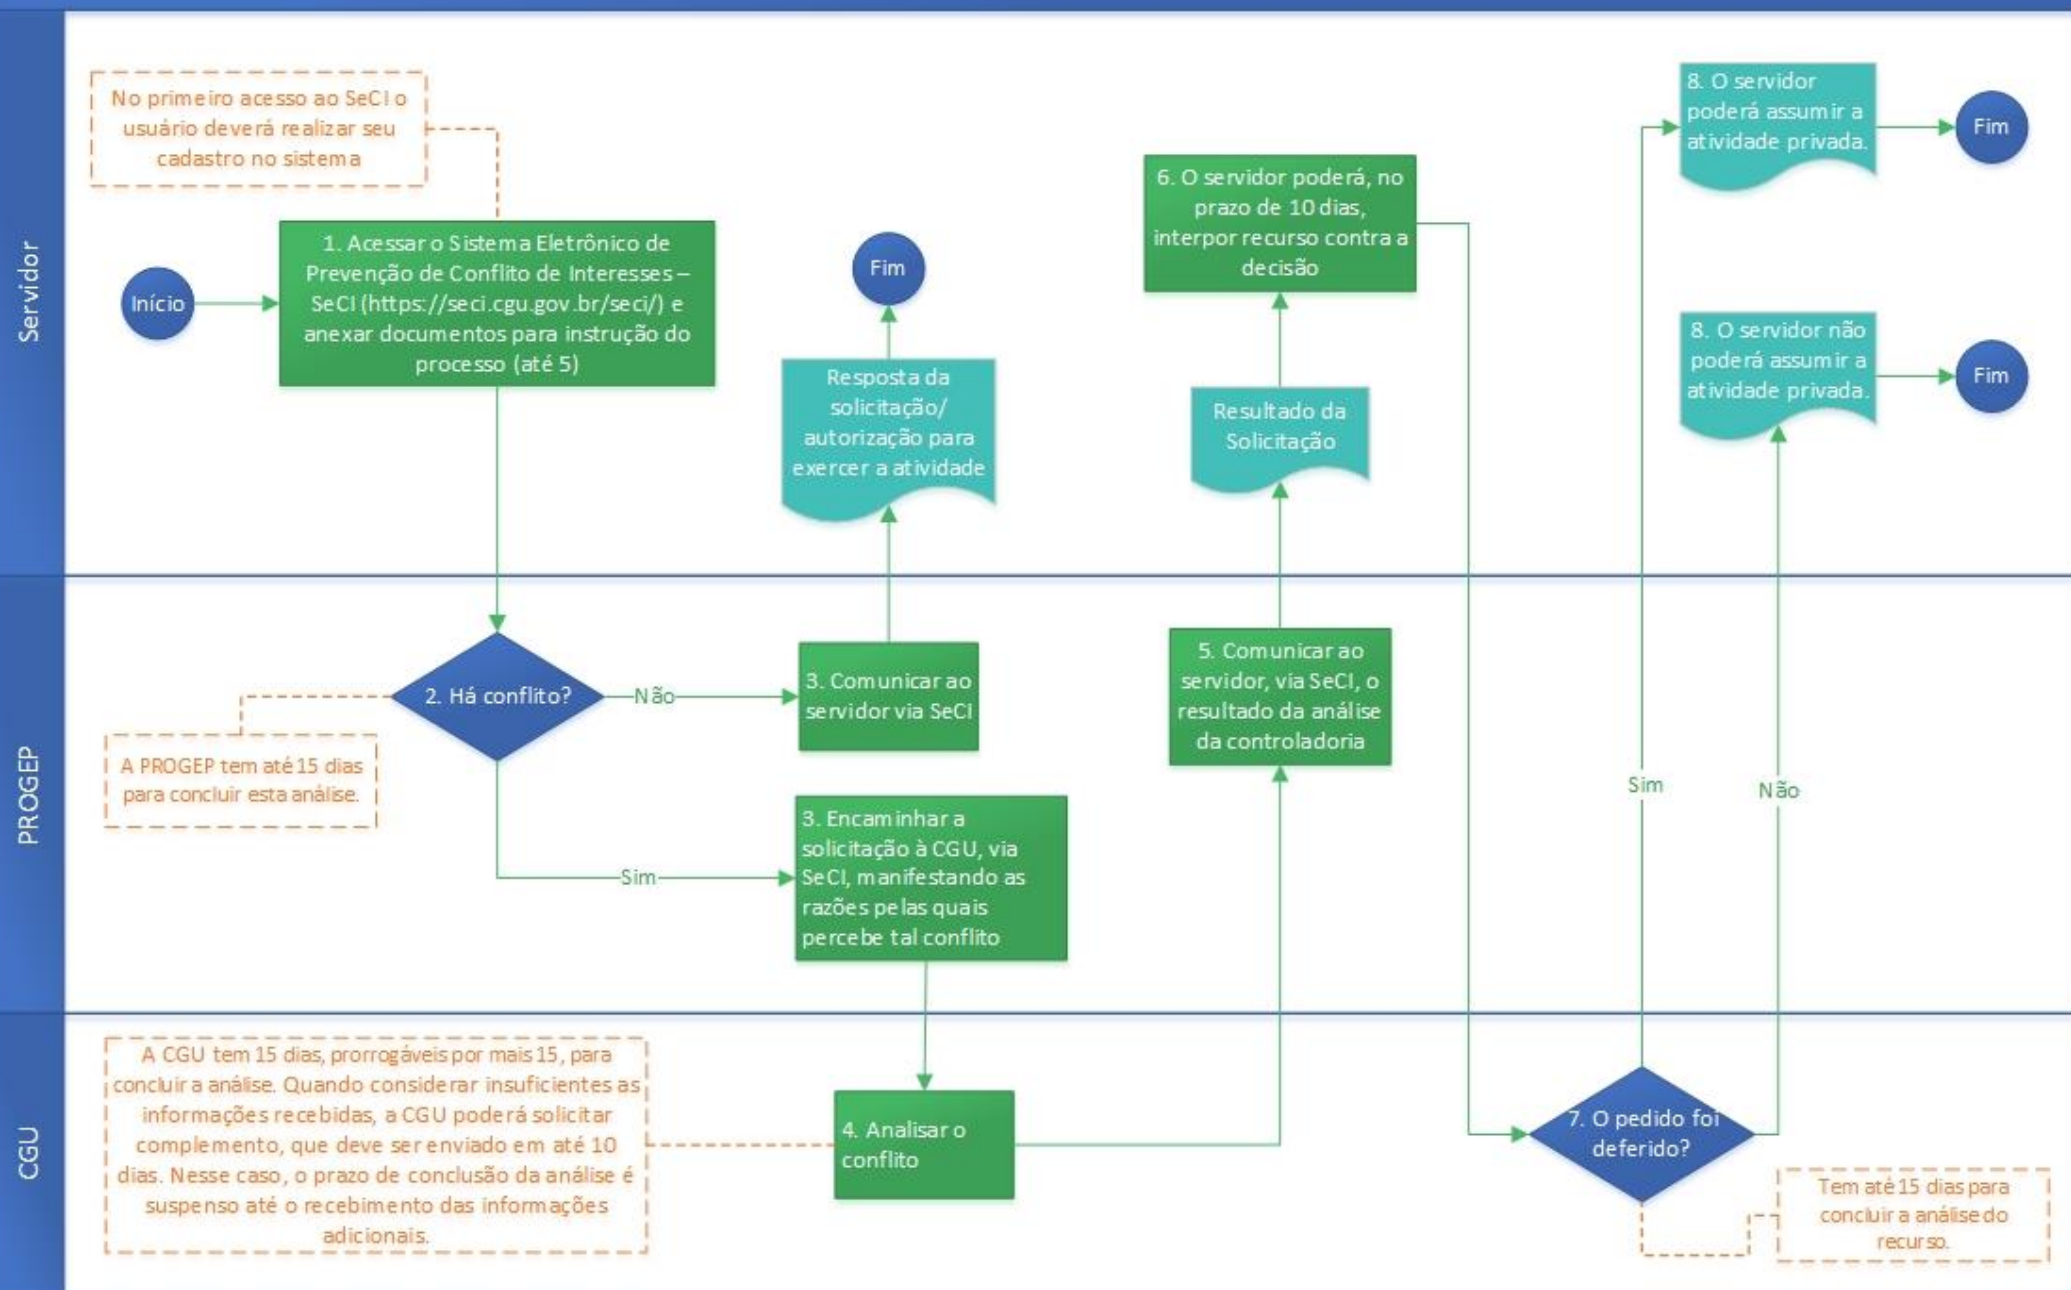 Servidor
No primeiro acesso ao SeCI o
usuário deverá realizar seu
cadastro no sistema
Início
1. Acessar o Sistema Eletrônico de
Prevenção de Conflito de Interesses –
SeCI (https://seci.cgu.gov.br/seci/) e
anexar documentos para instrução do
processo (até 5)
Fim
Resposta da
solicitação/
autorização para
exercer a atividade
6. O servidor poderá, no
prazo de 10 dias,
interpor recurso contra a
decisão
Resultado da
Solicitação
8. O servidor
poderá assumir a
atividade privada.
Fim
8. O servidor não
poderá assumir a
atividade privada.
Fim
PROGEP
2. Há conflito?
Não
A PROGEP tem até 15 dias
para concluir esta análise.
3. Comunicar ao
servidor via SeCI
Sim
3. Encaminhar a
solicitação à CGU, via
SeCI, manifestando as
razões pelas quais
percebe tal conflito
5. Comunicar ao
servidor, via SeCI, o
resultado da análise
da controladoria
Sim
Não
CGU
A CGU tem 15 dias, prorrogáveis por mais 15, para
concluir a análise. Quando considerar insuficientes as
informações recebidas, a CGU poderá solicitar
complemento, que deve ser enviado em até 10
dias. Nesse caso, o prazo de conclusão da análise é
suspenso até o recebimento das informações
adicionais.
4. Analisar o
conflito
7. O pedido foi
deferido?
Tem até 15 dias para
concluir a análise do
recurso.